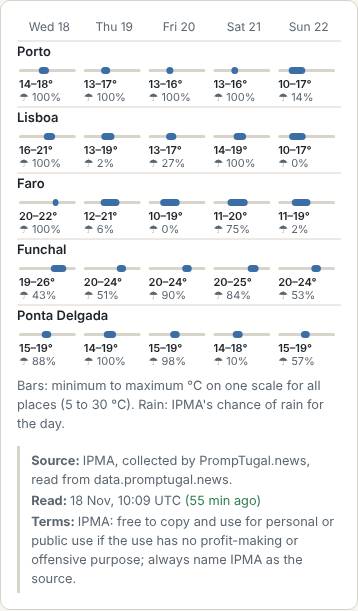 Wed 18 Thu 19 Fri 20 Sat 21 Sun 22
Porto
14–18° 13–17° 13–16° 13–16° 10–17°
☂ 100% ☂ 100% ☂ 100% ☂ 100% ☂ 14%
Lisboa
16–21° 13–19° 13–17° 14–19° 10–17°
☂ 100% ☂ 2% ☂ 27% ☂ 100% ☂ 0%
Faro
20–22° 12–21° 10–19° 11–20° 11–19°
☂ 100% ☂ 6% ☂ 0% ☂ 75% ☂ 2%
Funchal
19–26° 20–24° 20–24° 20–25° 20–24°
☂ 43% ☂ 51% ☂ 90% ☂ 84% ☂ 53%
Ponta Delgada
15–19° 14–19° 15–19° 14–18° 15–19°
☂ 88% ☂ 100% ☂ 98% ☂ 10% ☂ 57%
Bars: minimum to maximum °C on one scale for all
places (5 to 30 °C). Rain: IPMA's chance of rain for
the day.
Source: IPMA, collected by PrompTugal.news,
read from data.promptugal.news.
Read: 18 Nov, 10:09 UTC (55 min ago)
Terms: IPMA: free to copy and use for personal or
public use if the use has no profit-making or
offensive purpose; always name IPMA as the
source.